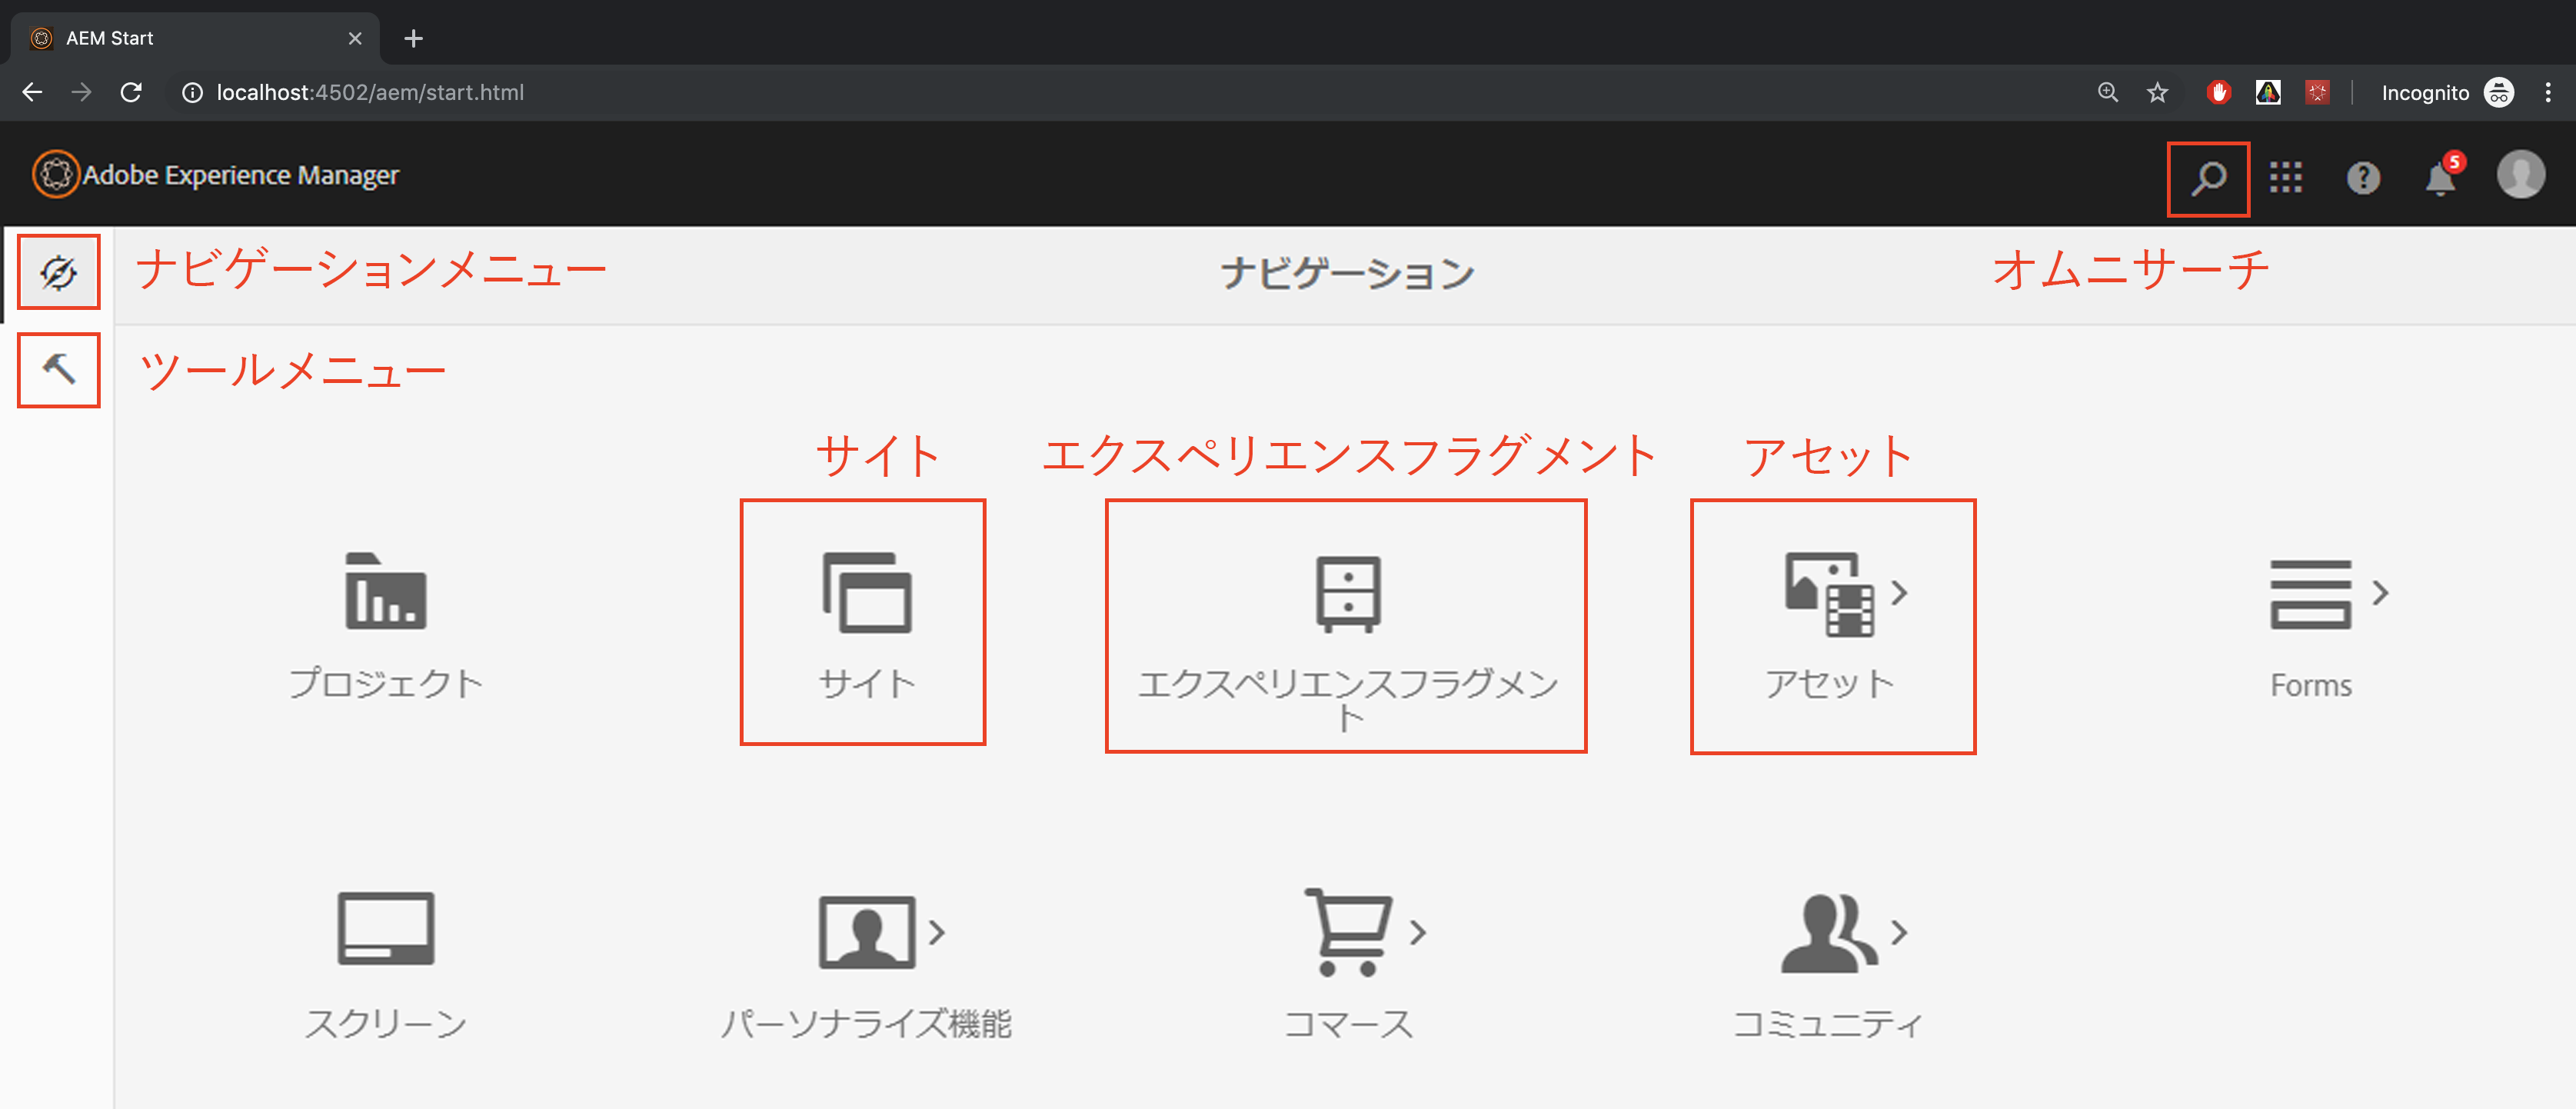 AEM Start
localhost:4502/aem/start.html
Incognito
Adobe Experience Manager
5
ナビゲーションメニュー
ナビゲーション
オムニサーチ
ツールメニュー
サイト
エクスペリエンスフラグメント
アセット
プロジェクト
サイト
エクスペリエンスフラグメン
ト
アセット
Forms
スクリーン
パーソナライズ機能
コマース
コミュニティ